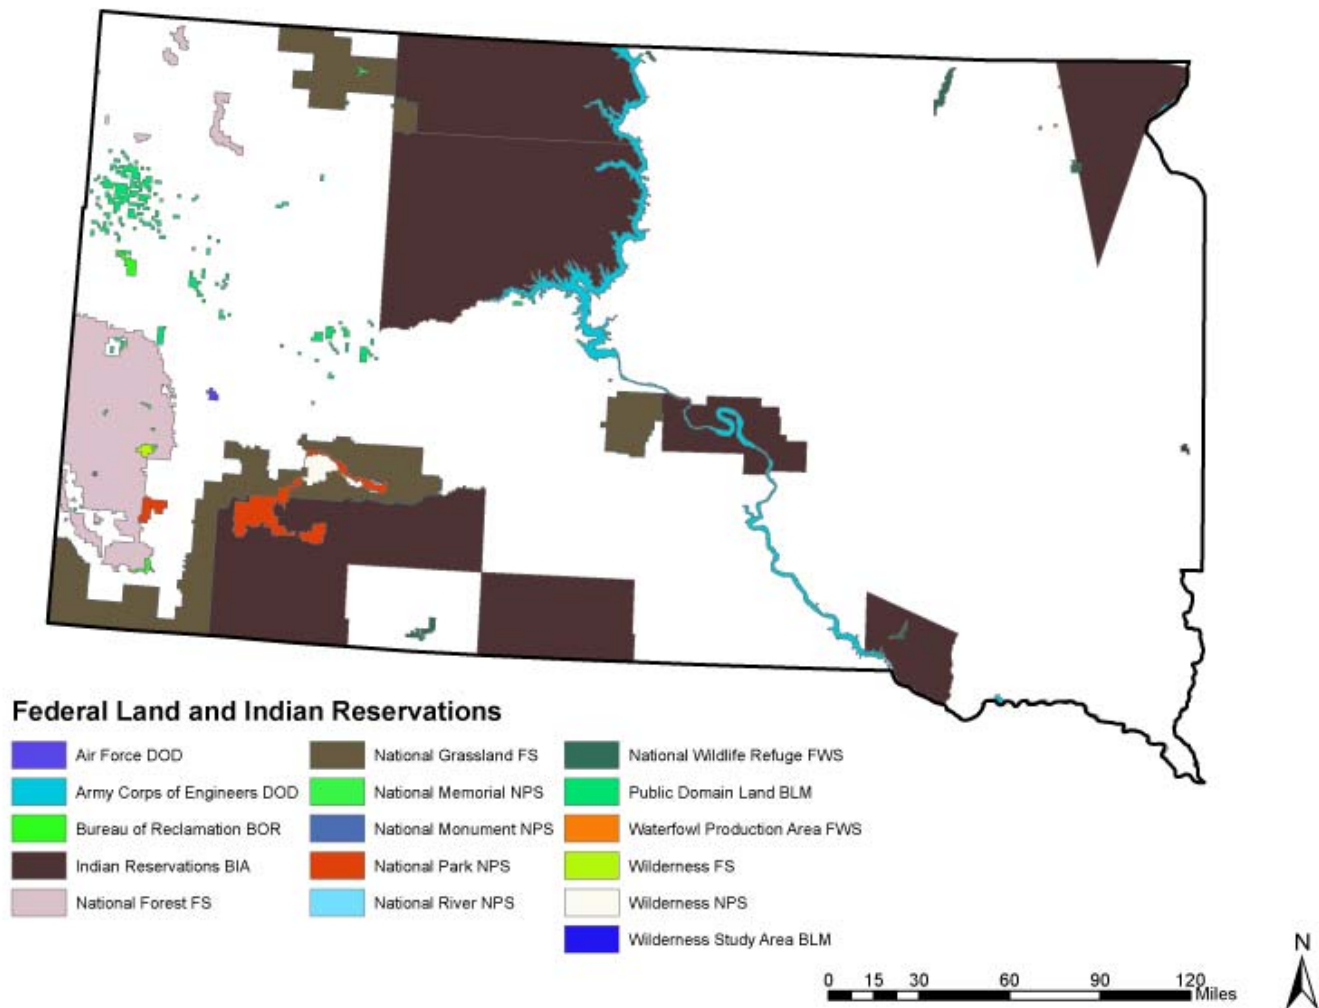 Federal Land and Indian Reservations
Air Force DOD
Army Corps of Engineers DOD
Bureau of Reclamation BOR
Indian Reservations BIA
National Forest FS
National Grassland FS
National Memorial NPS
National Monument NPS
National Park NPS
National River NPS
National Wildlife Refuge FWS
Public Domain Land BLM
Waterfowl Production Area FWS
Wilderness FS
Wilderness NPS
Wilderness Study Area BLM
0 15 30 60 90 120
Miles
N